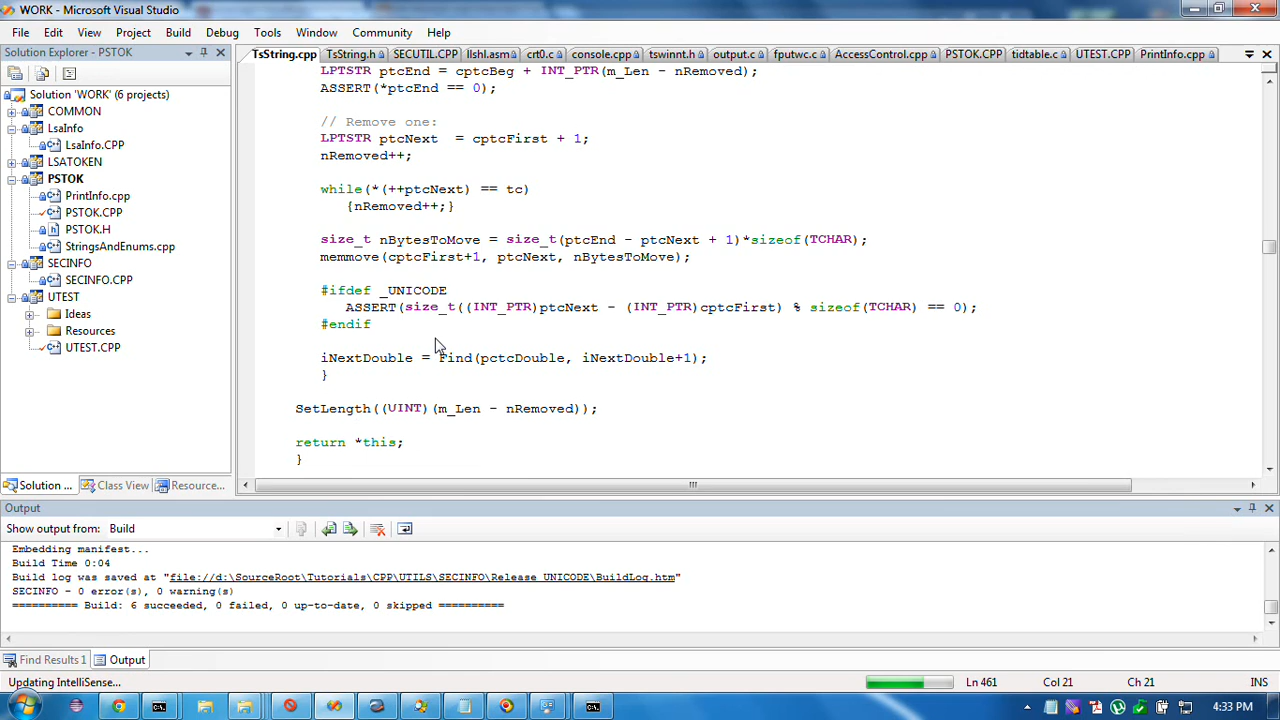 WORK - Microsoft Visual Studio
File Edit View Project Build Debug Tools Window Community Help
Solution Explorer - PSTOK
TsString.cpp TsString.h SECUTIL.CPP llshl.asm crt0.c console.cpp tswinnt.h output.c fputwc.c AccessControl.cpp PSTOK.CPP tidtable.c UTEST.CPP PrintInfo.cpp
Solution 'WORK' (6 projects)
COMMON
LsaInfo
LsaInfo.CPP
LSATOKEN
PSTOK
PrintInfo.cpp
PSTOK.CPP
PSTOK.H
StringsAndEnums.cpp
SECINFO
SECINFO.CPP
UTEST
Ideas
Resources
UTEST.CPP
Solution ... Class View Resource...
LPTSTR ptcEnd = cptcBeg + INT_PTR(m_Len - nRemoved);
ASSERT(*ptcEnd == 0);
// Remove one:
LPTSTR ptcNext = cptcFirst + 1;
nRemoved++;
while(*(++ptcNext) == tc)
{nRemoved++;}
size_t nBytesToMove = size_t(ptcEnd - ptcNext + 1)*sizeof(TCHAR);
memmove(cptcFirst+1, ptcNext, nBytesToMove);
#ifdef _UNICODE
ASSERT(size_t((INT_PTR)ptcNext - (INT_PTR)cptcFirst) % sizeof(TCHAR) == 0);
#endif
iNextDouble = Find(pctcDouble, iNextDouble+1);
}
SetLength((UINT)(m_Len - nRemoved));
return *this;
}
Output
Show output from: Build
Embedding manifest...
Build Time 0:04
Build log was saved at "file://d:\SourceRoot\Tutorials\CPP\UTILS\SECINFO\Release_UNICODE\BuildLog.htm"
SECINFO - 0 error(s), 0 warning(s)
========== Build: 6 succeeded, 0 failed, 0 up-to-date, 0 skipped ==========
Find Results 1 Output
Updating IntelliSense... Ln 461 Col 21 Ch 21 INS
4:33 PM